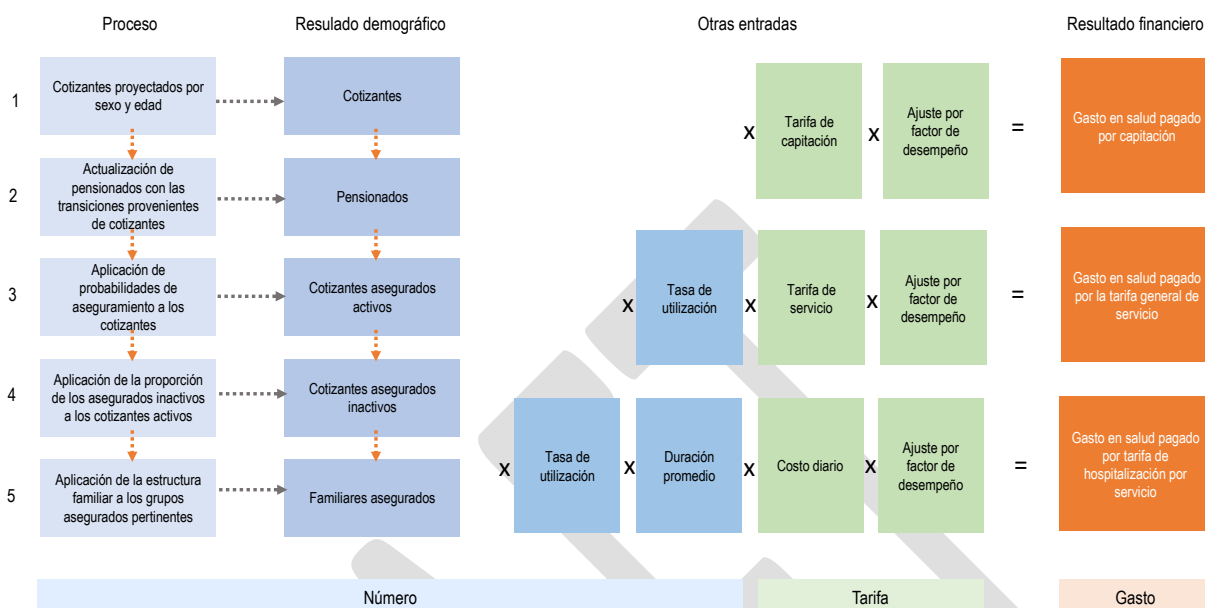 Proceso
Resulado demográfico
Otras entradas
Resultado financiero
1
Cotizantes proyectados por
sexo y edad
Cotizantes
x
Tarifa de
capitación
x
Ajuste por
factor de
desempeño
=
Gasto en salud pagado
por capitación
2
Actualización de
pensionados con las
transiciones provenientes
de cotizantes
Pensionados
3
Aplicación de
probabilidades de
aseguramiento a los
cotizantes
Cotizantes asegurados
activos
x
Tasa de
utilización
x
Tarifa de
servicio
x
Ajuste por
factor de
desempeño
=
Gasto en salud pagado
por la tarifa general de
servicio
4
Aplicación de la proporción
de los asegurados inactivos
a los cotizantes activos
Cotizantes asegurados
inactivos
5
Aplicación de la estructura
familiar a los grupos
asegurados pertinentes
Familiares asegurados
x
Tasa de
utilización
x
Duración
promedio
x
Costo diario
x
Ajuste por
factor de
desempeño
=
Gasto en salud pagado
por tarifa de
hospitalización por
servicio
Número
Tarifa
Gasto